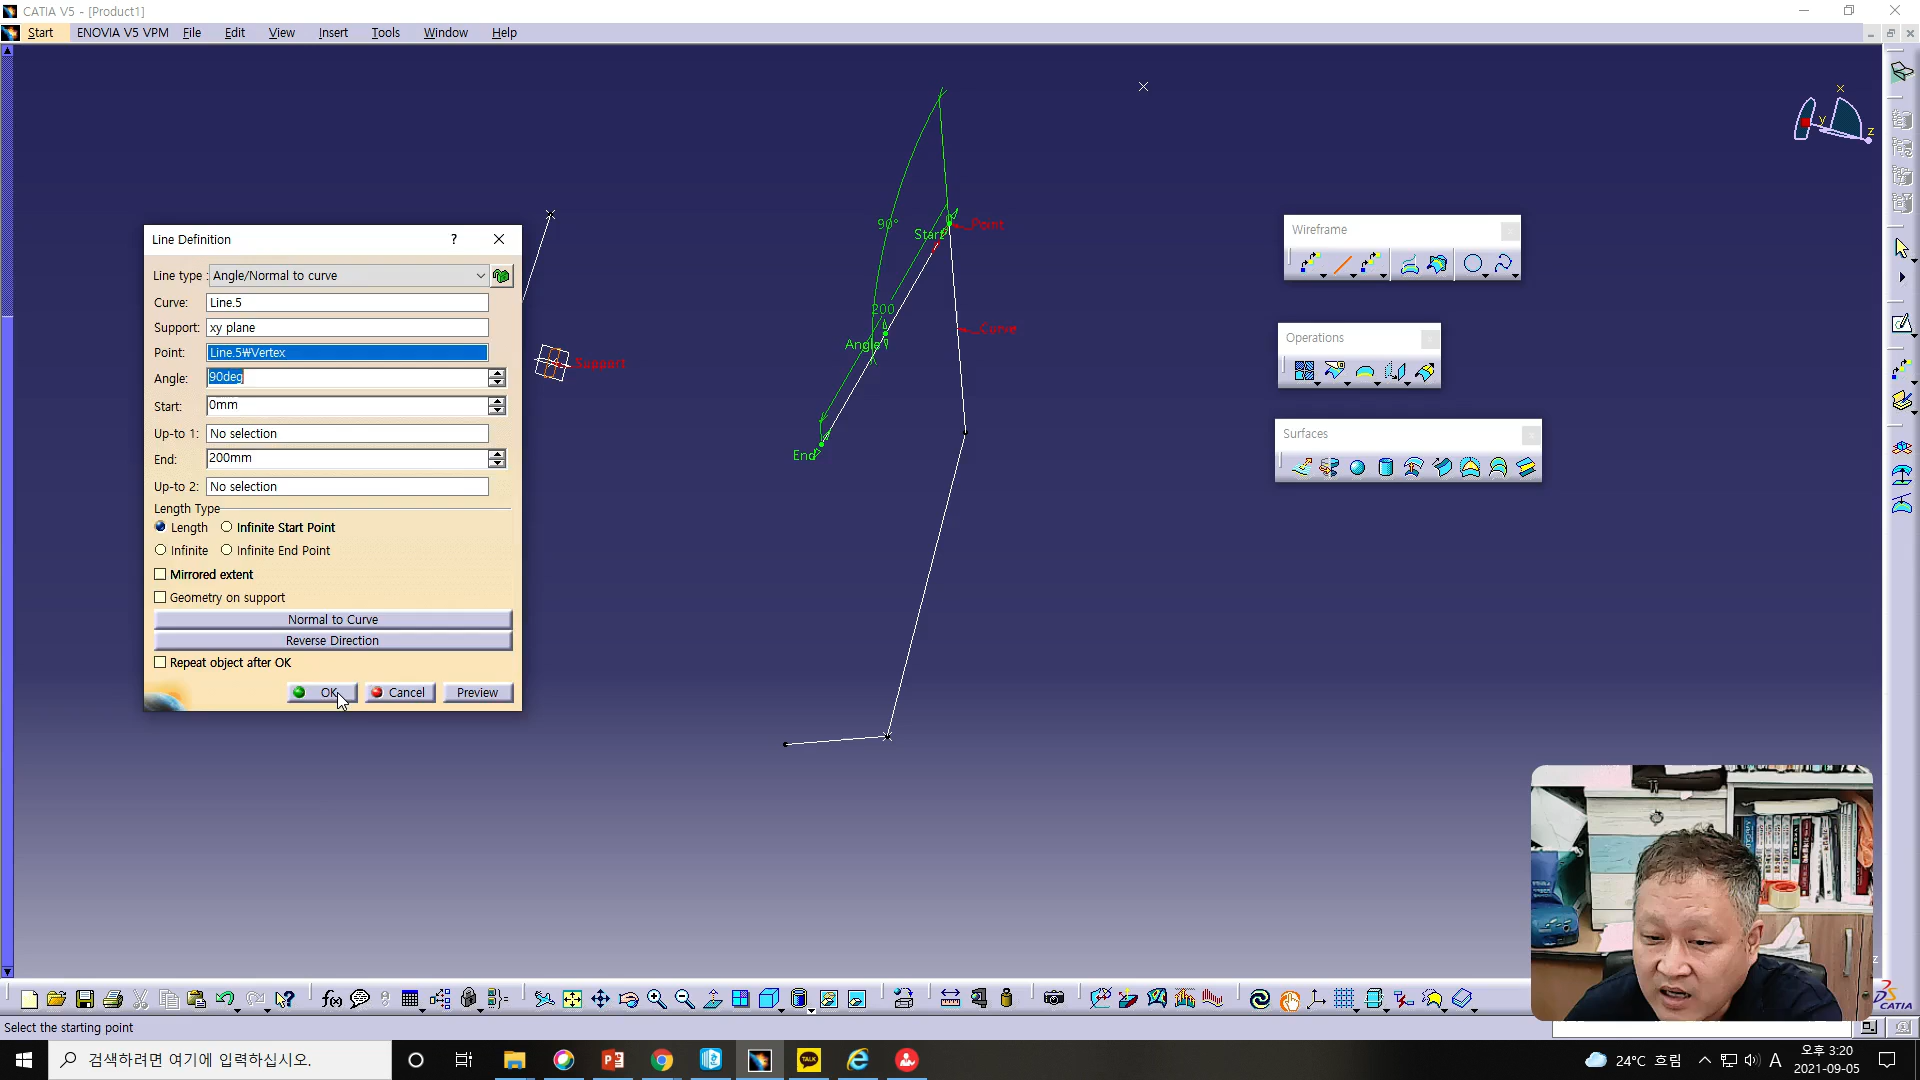 CATIA V5 - [Product1]
Start ENOVIA V5 VPM File Edit View Insert Tools Window Help
Line Definition ?
Line type : Angle/Normal to curve
Curve: Line.5
Support: xy plane
Point: Line.5₩Vertex
Angle: 90deg
Start: 0mm
Up-to 1: No selection
End: 200mm
Up-to 2: No selection
Length Type
Length Infinite Start Point
Infinite Infinite End Point
Mirrored extent
Geometry on support
Normal to Curve
Reverse Direction
Repeat object after OK
OK Cancel Preview
90°
Start
Point
200
Angle
Curve
Support
End
x
y
z
Wireframe
Operations
Surfaces
f(x)
CATIA
Select the starting point
검색하려면 여기에 입력하십시오.
TALK
24°C 흐림
A
오후 3:20
2021-09-05